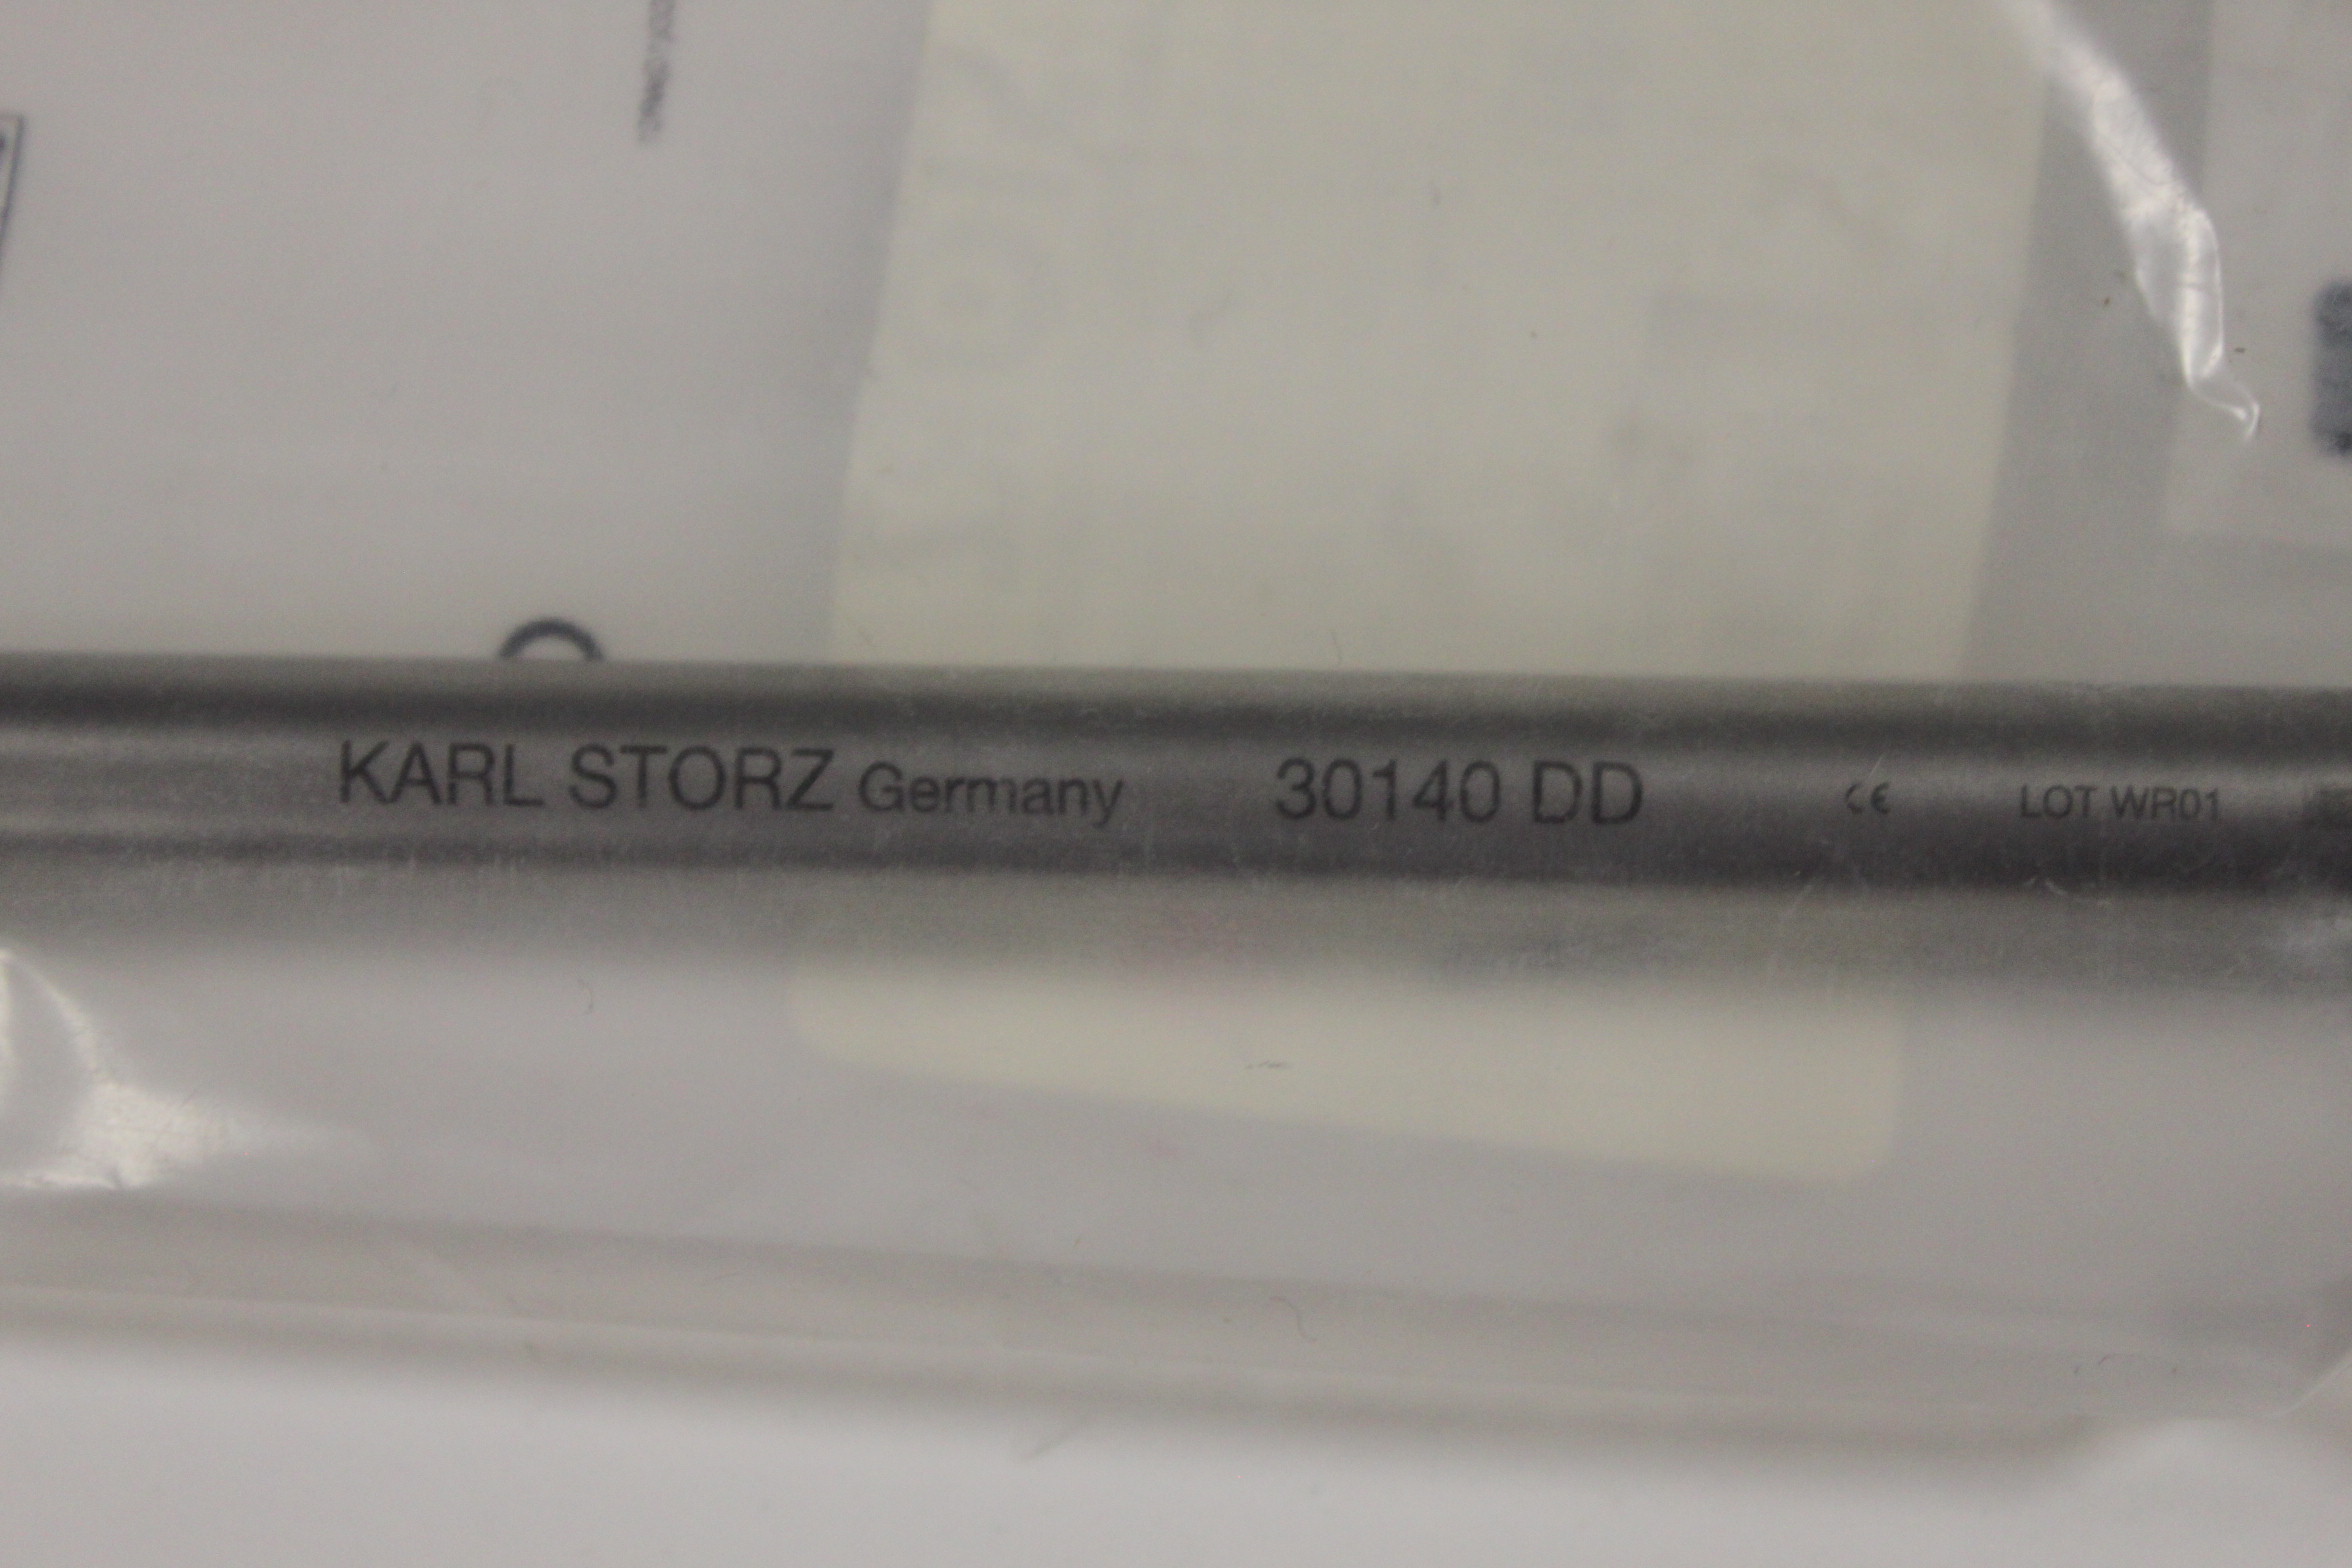 KARL STORZ Germany 30140 DD CE LOT WR01